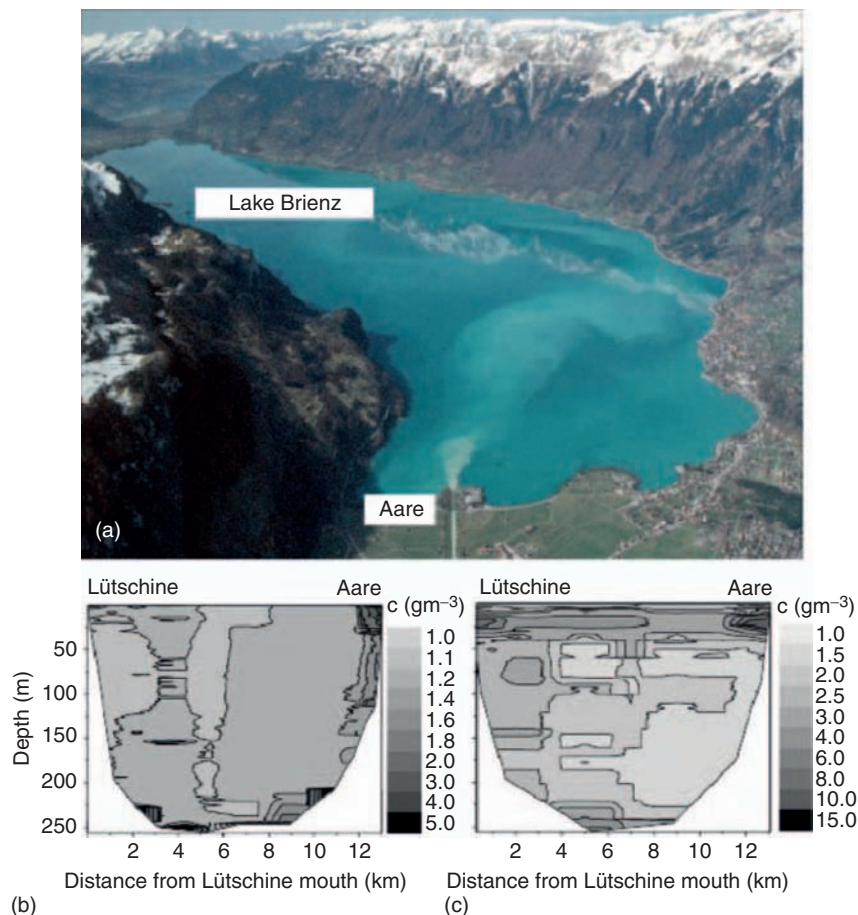 Lake Brienz
Aare
(a)
Lütschine Aare c (gm⁻³)
50
100
150
200
250
Depth (m)
1.0
1.1
1.2
1.4
1.6
1.8
2.0
3.0
4.0
5.0
2 4 6 8 10 12
Distance from Lütschine mouth (km)
(b)
Lütschine Aare c (gm⁻³)
1.0
1.5
2.0
2.5
3.0
4.0
6.0
8.0
10.0
15.0
2 4 6 8 10 12
Distance from Lütschine mouth (km)
(c)